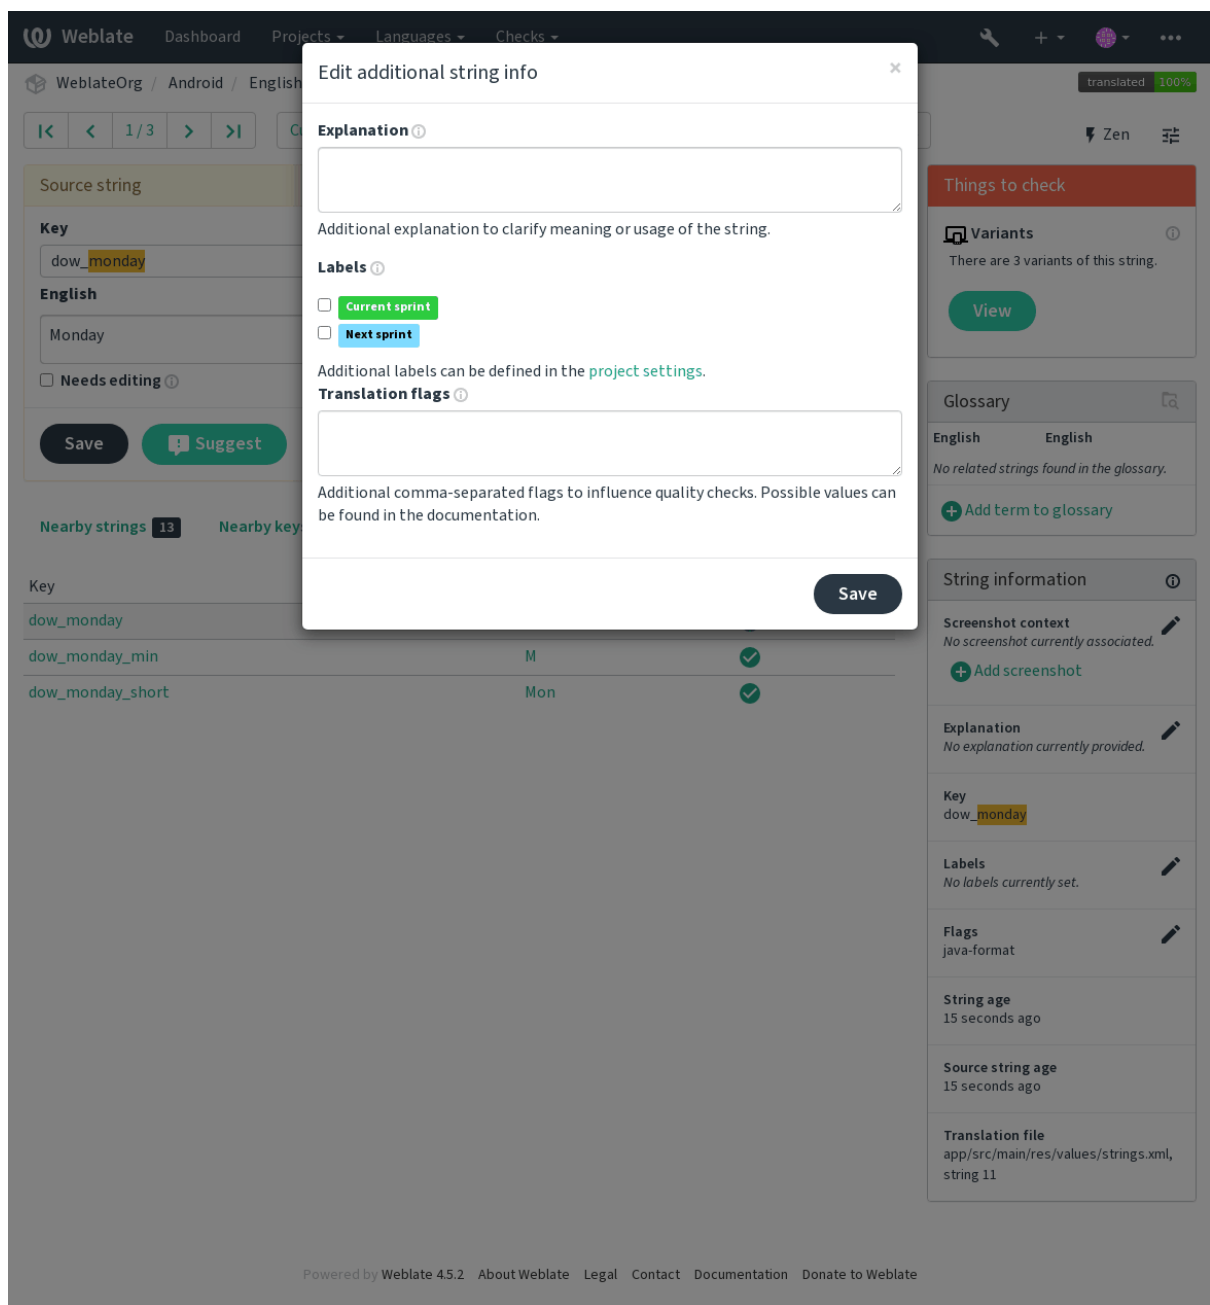 Weblate Dashboard Projects Languages Checks
WeblateOrg / Android / English
translated 100%
1 / 3
Zen
Edit additional string info
×
Explanation
Additional explanation to clarify meaning or usage of the string.
Labels
Current sprint
Next sprint
Additional labels can be defined in the project settings.
Translation flags
Additional comma-separated flags to influence quality checks. Possible values can
be found in the documentation.
Save
Source string
Key
dow_monday
English
Monday
Needs editing
Save Suggest
Nearby strings 13
Nearby
Key
dow_monday
dow_monday_min M
dow_monday_short Mon
Things to check
Variants
There are 3 variants of this string.
View
Glossary
English English
No related strings found in the glossary.
Add term to glossary
String information
Screenshot context
No screenshot currently associated.
Add screenshot
Explanation
No explanation currently provided.
Key
dow_monday
Labels
No labels currently set.
Flags
java-format
String age
15 seconds ago
Source string age
15 seconds ago
Translation file
app/src/main/res/values/strings.xml,
string 11
Powered by Weblate 4.5.2 About Weblate Legal Contact Documentation Donate to Weblate